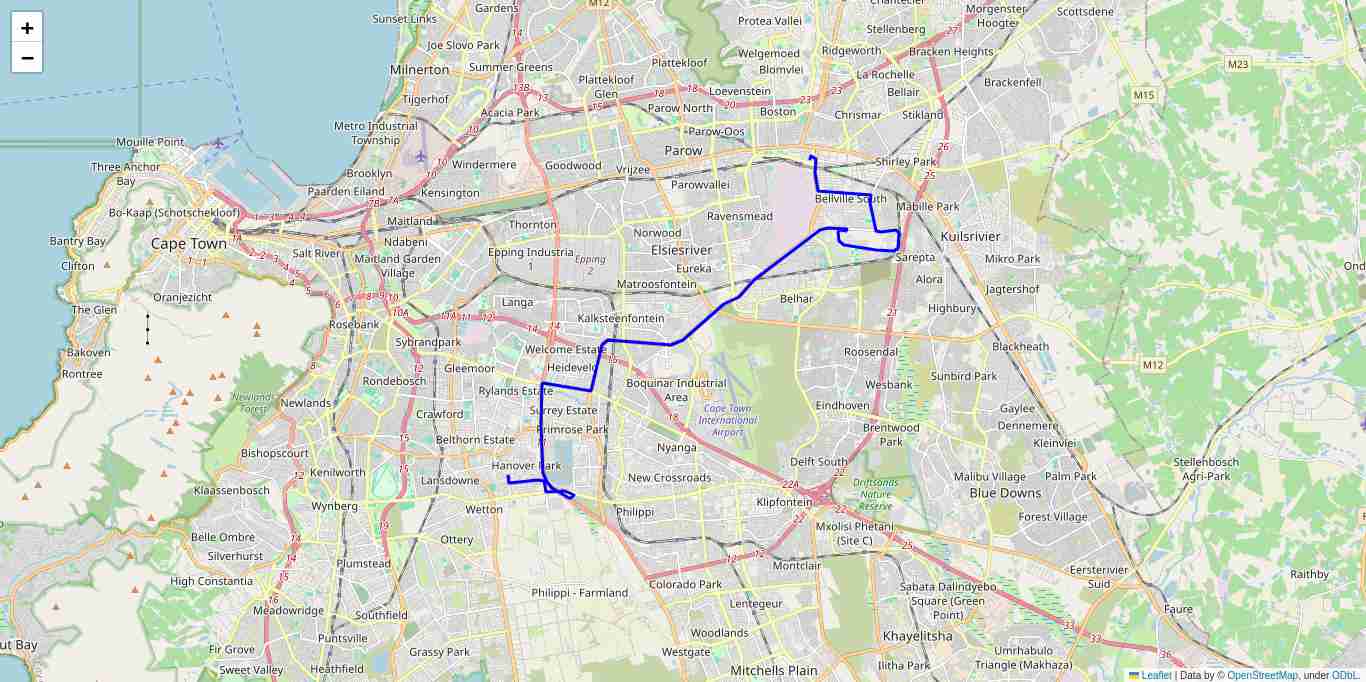 Gardens
M12
Chantecler
Morgenster
Hoogte
Scottsdene
Sunset Links
Protea Vallei
Stellenberg
Joe Slovo Park
Welgemoed
Ridgeworth
Bracken Heights
Milnerton
Summer Greens
Plattekloof
Blomvlei
M23
Plattekloof
Glen
La Rochelle
Brackenfell
Tijgerhof
13B
Loevenstein
Bellair
M15
Acacia Park
Parow North
Boston
Chrismar
Stikland
Metro Industrial
Township
Parow-Oos
Mouille Point
Parow
Three Anchor
Bay
Brooklyn
Windermere
Goodwood
Vrijzee
Shirley Park
Paarden Eiland
Kensington
Parowvallei
Bellville South
Bo-Kaap (Schotschekloof)
Maitland
Thornton
Ravensmead
Mabille Park
Bantry Bay
Cape Town
Ndabeni
Norwood
Kuilsrivier
Salt River
Maitland Garden
Village
Epping Industria
1
Epping
2
Elsiesriver
Sarepta
Mikro Park
Clifton
Eureka
Oranjezicht
Matroosfontein
Belhar
Alora
Jagtershof
The Glen
10A
11A
Langa
Kalksteenfontein
Highbury
Rosebank
Sybrandpark
Welcome Estate
Roosendal
Blackheath
Bakoven
Gleemoor
Heideveld
M12
Rontree
Rondebosch
Rylands Estate
Boquinar Industrial
Area
Wesbank
Sunbird Park
Newlands
Forest
Newlands
Crawford
Surrey Estate
Cape Town
International
Airport
Eindhoven
Gaylee
Dennemere
Primrose Park
Brentwood
Park
Belthorn Estate
Nyanga
Kleinvlei
Bishopscourt
Hanover Park
Delft South
Stellenbosch
Agri-Park
Kenilworth
Lansdowne
New Crossroads
22A
Driftsands
Nature
Reserve
Malibu Village
Palm Park
Klaassenbosch
Blue Downs
Wynberg
Wetton
Philippi
Klipfontein
Forest Village
Belle Ombre
Ottery
Mxolisi Phetani
(Site C)
Silverhurst
Plumstead
Montclair
Eersterivier
Suid
High Constantia
Colorado Park
Raithby
Philippi - Farmland
Sabata Dalindyebo
Square (Green
Point)
Meadowridge
Southfield
Lentegeur
Faure
Puntsville
Woodlands
Khayelitsha
Fir Grove
Grassy Park
Westgate
Umrhabulo
Triangle (Makhaza)
Sweet Valley
Heathfield
Mitchells Plain
Ilitha Park
Leaflet | Data by © OpenStreetMap, under ODbL.